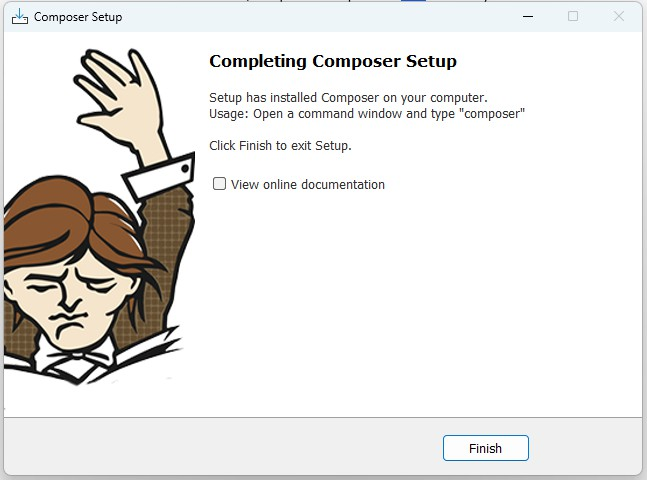 Composer Setup
Completing Composer Setup
Setup has installed Composer on your computer.
Usage: Open a command window and type "composer"
Click Finish to exit Setup.
View online documentation
Finish